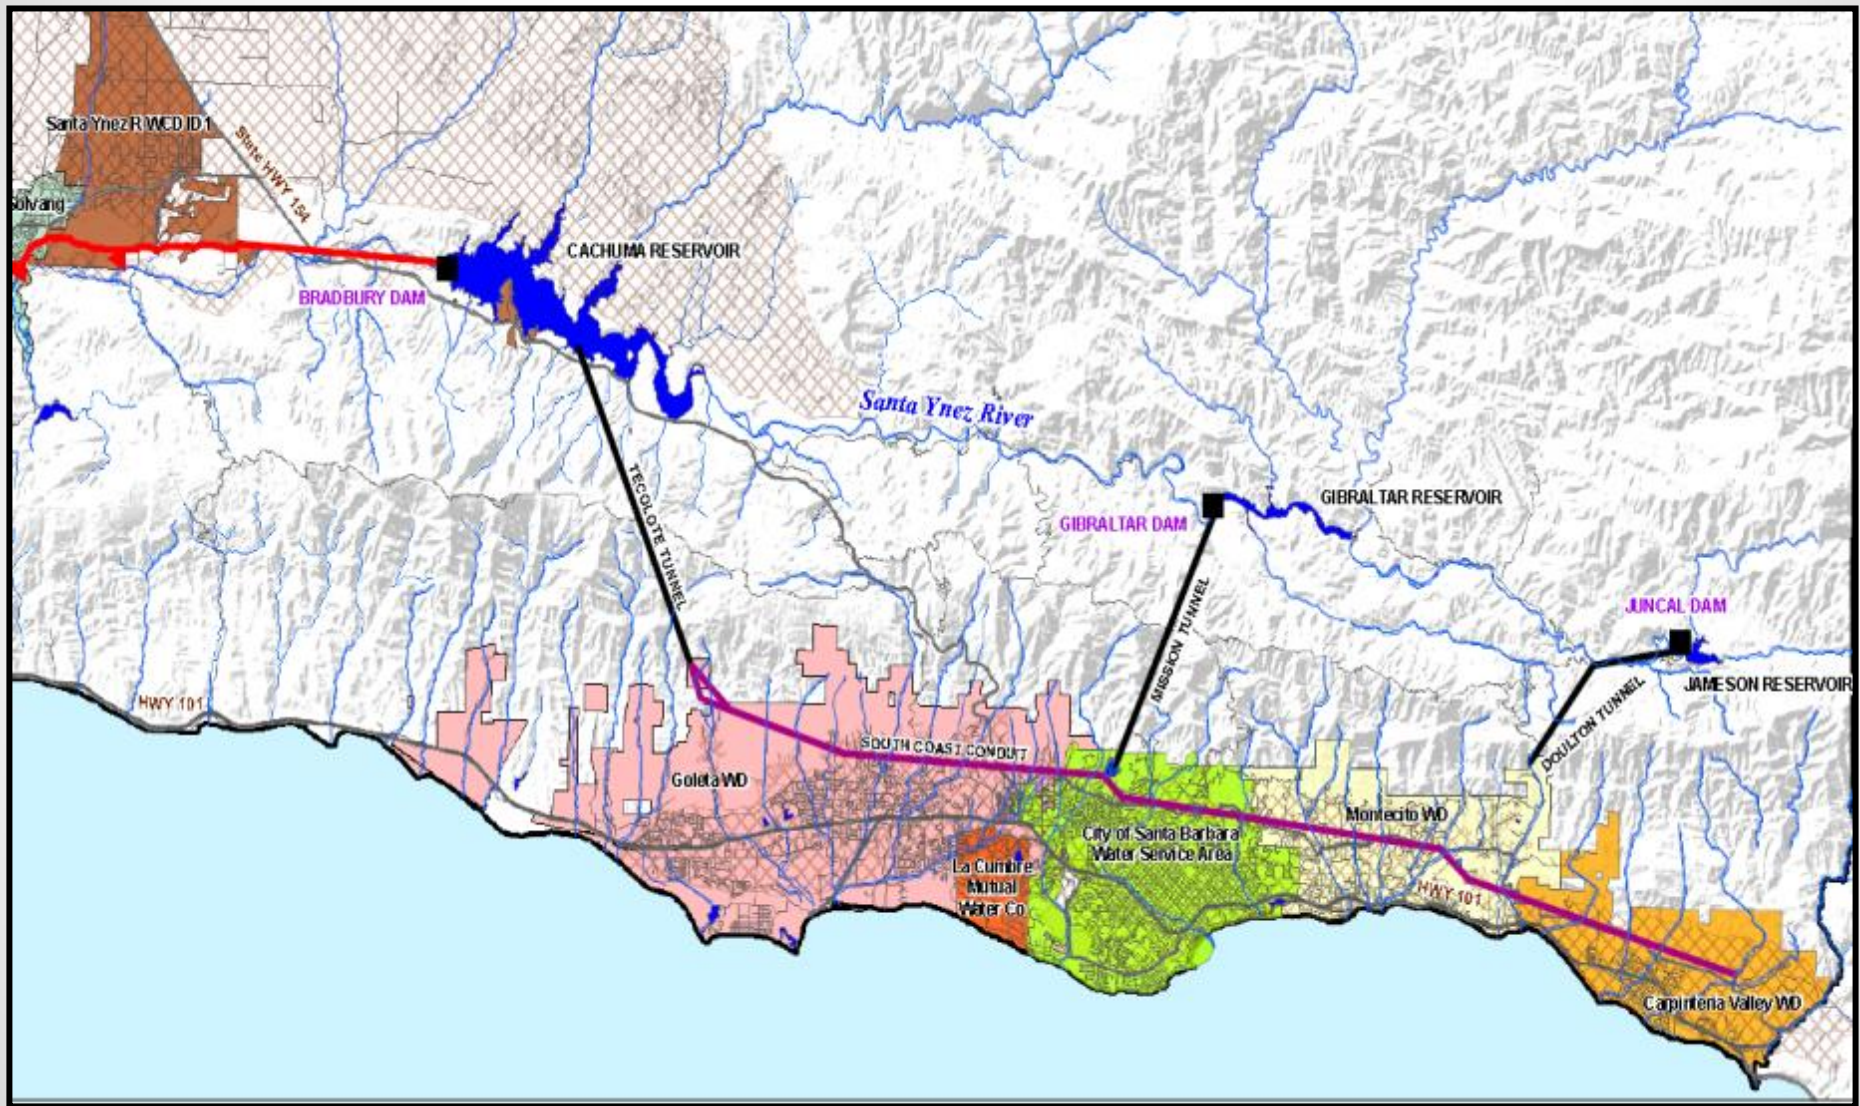 Santa Ynez R WCD ID1
State HWY 154
Solvang
CACHUMA RESERVOIR
BRADBURY DAM
Santa Ynez River
TECOLOTE TUNNEL
GIBRALTAR RESERVOIR
GIBRALTAR DAM
MISSION TUNNEL
JUNCAL DAM
JAMESON RESERVOIR
DOULTON TUNNEL
HWY 101
SOUTH COAST CONDUIT
Goleta WD
Montecito WD
City of Santa Barbara
Water Service Area
La Cumbre
Mutual
Water Co
HWY 101
Carpinteria Valley WD